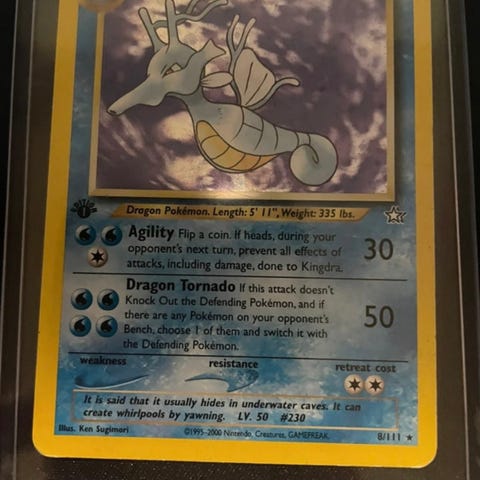 EDITION
1
Dragon Pokémon. Length: 5' 11", Weight: 335 lbs.
Agility Flip a coin. If heads, during your
opponent's next turn, prevent all effects of
attacks, including damage, done to Kingdra.
30
Dragon Tornado If this attack doesn't
Knock Out the Defending Pokémon, and if
there are any Pokémon on your opponent's
Bench, choose 1 of them and switch it with
the Defending Pokémon.
50
weakness
resistance
retreat cost
It is said that it usually hides in underwater caves. It can
create whirlpools by yawning. LV. 50 #230
Illus. Ken Sugimori
©1995-2000 Nintendo, Creatures, GAMEFREAK.
8/111 ★